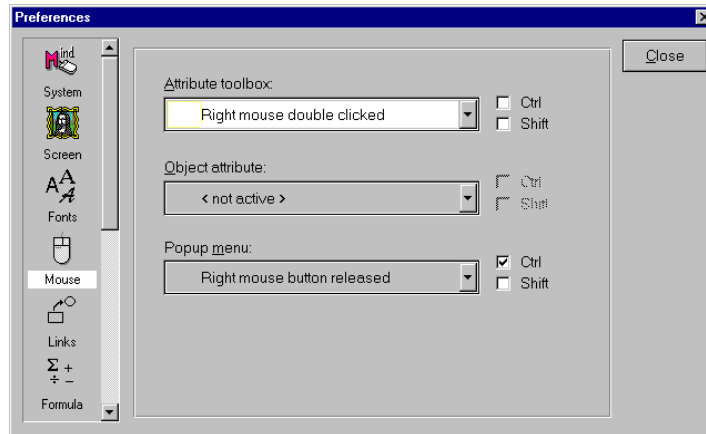 Preferences
Mind
System
Screen
Fonts
Mouse
Links
Formula
Attribute toolbox:
Right mouse double clicked
Ctrl
Shift
Object attribute:
< not active >
Ctrl
Shift
Popup menu:
Right mouse button released
Ctrl
Shift
Close